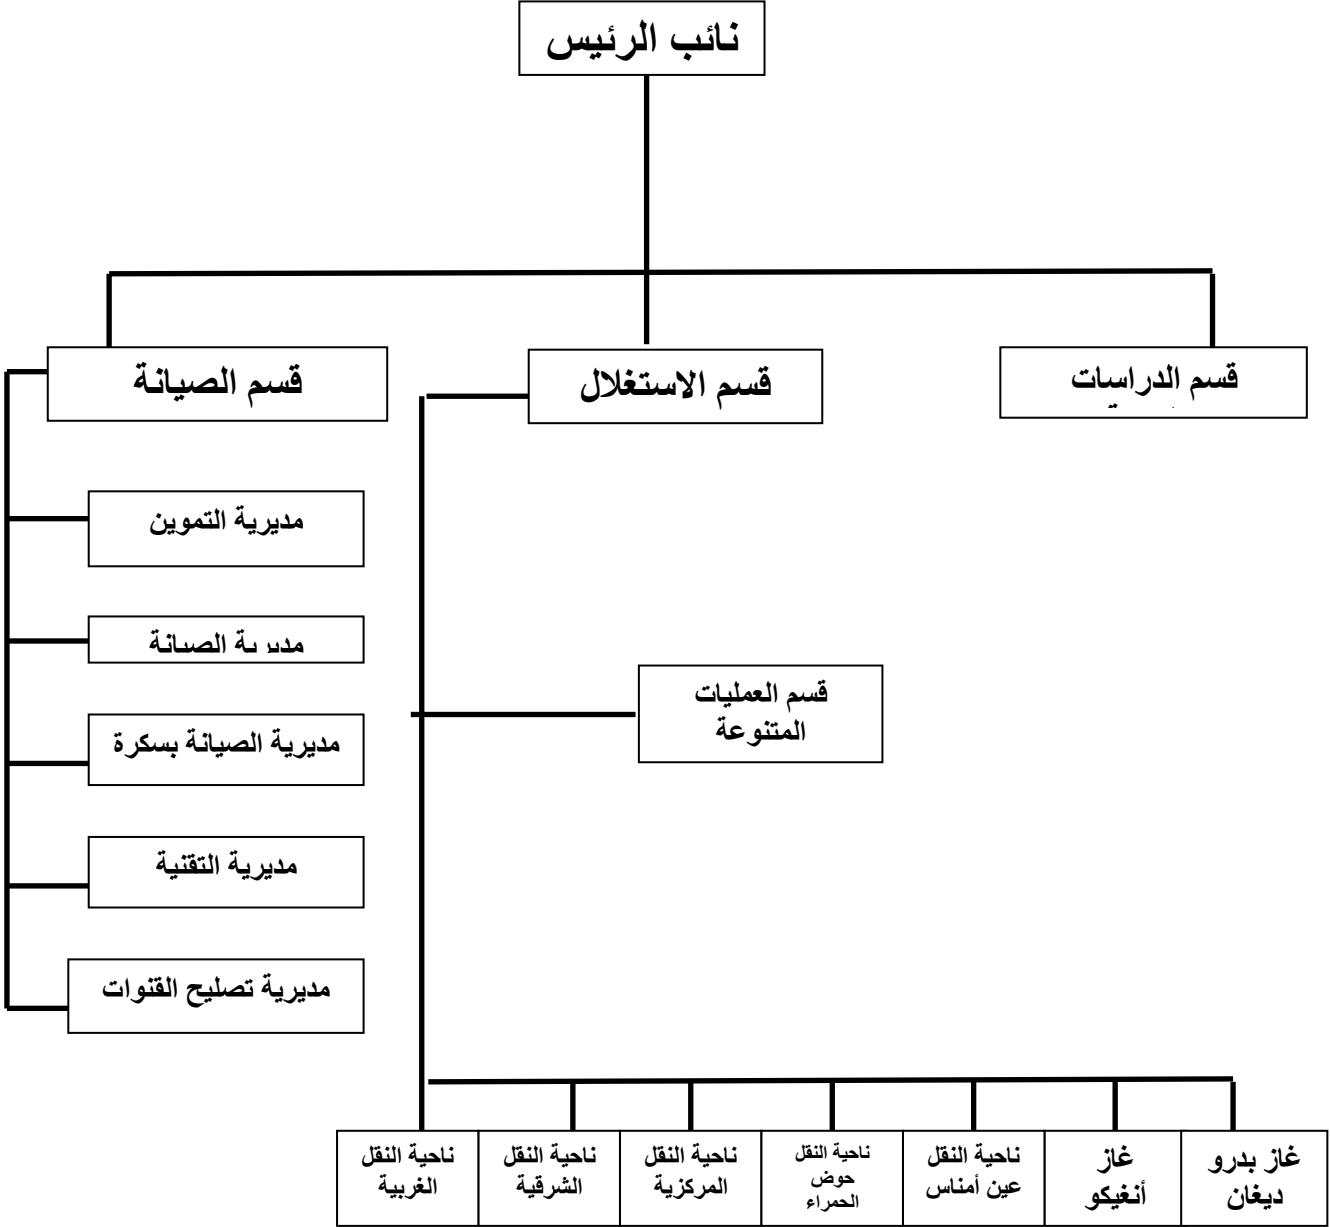 نائب الرئيس
قسم الدراسات
قسم الاستغلال
قسم الصيانة
مديرية التموين
مديرية الصيانة
مديرية الصيانة بسكرة
مديرية التقنية
مديرية تصليح القنوات
قسم العمليات
المتنوعة
غاز بدرو
ديغان
غاز
أنغيكو
ناحية النقل
عين أمناس
ناحية النقل
حوض
الحمراء
ناحية النقل
المركزية
ناحية النقل
الشرقية
ناحية النقل
الغربية